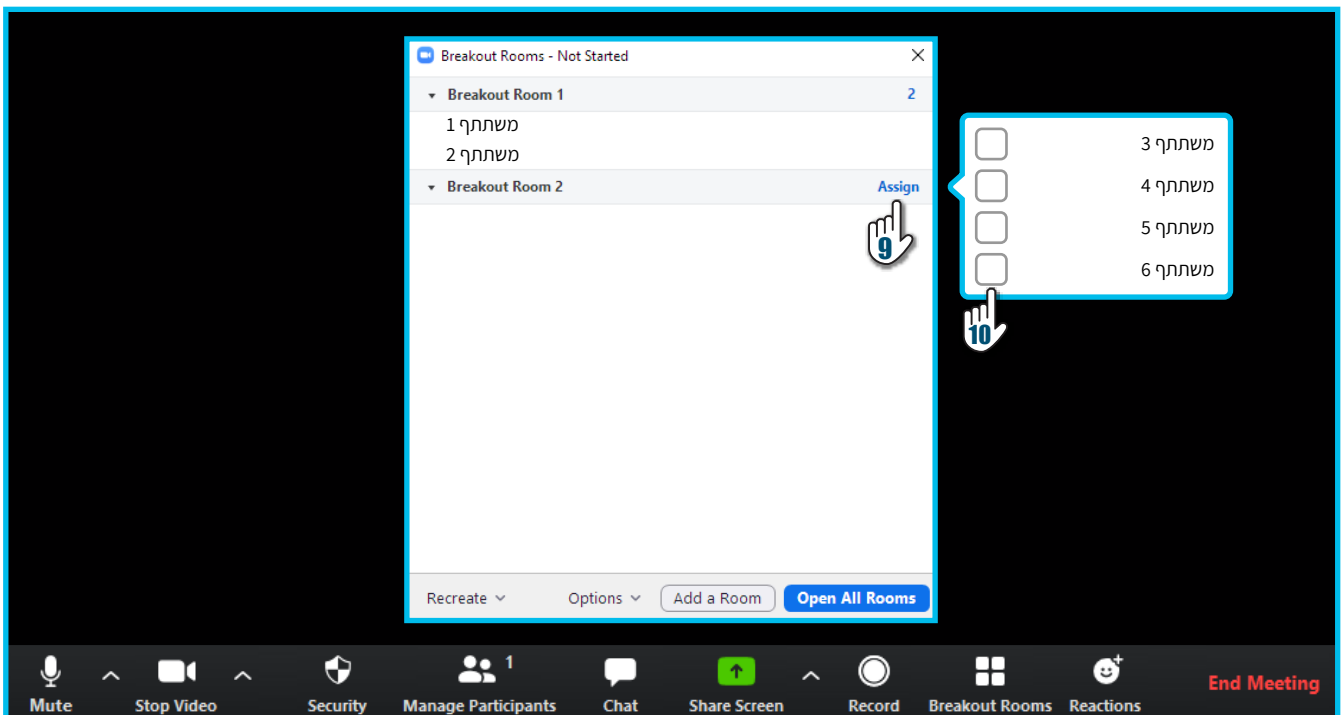 Breakout Rooms - Not Started
Breakout Room 1 2
משתתף 1
משתתף 2
Breakout Room 2 Assign
9
משתתף 3
משתתף 4
משתתף 5
משתתף 6
10
Recreate Options Add a Room Open All Rooms
1
Mute Stop Video Security Manage Participants Chat Share Screen Record Breakout Rooms Reactions End Meeting